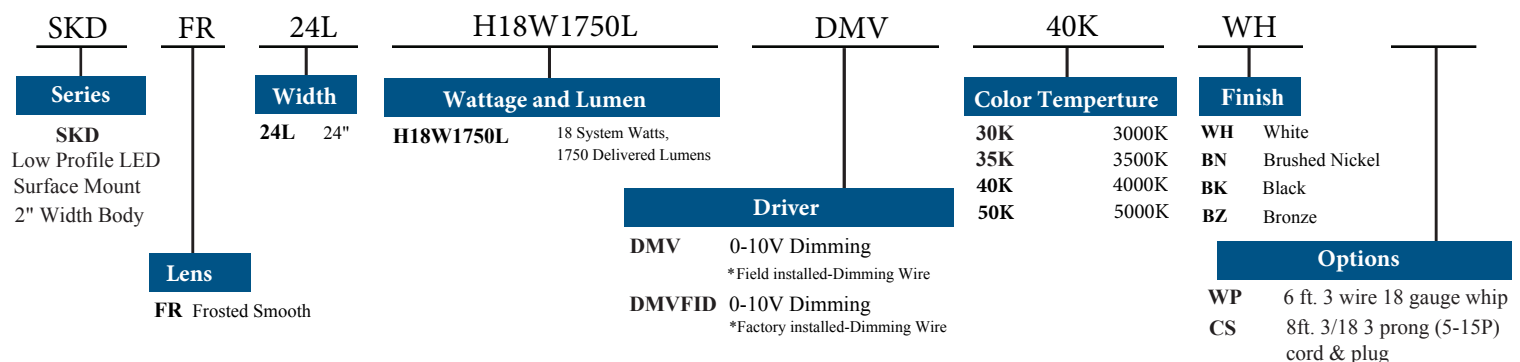 SKD FR 24L H18W1750L DMV 40K WH
Series
SKD
Low Profile LED
Surface Mount
2" Width Body
Lens
FR Frosted Smooth
Width
24L 24"
Wattage and Lumen
H18W1750L 18 System Watts,
1750 Delivered Lumens
Driver
DMV 0-10V Dimming
*Field installed-Dimming Wire
DMVFID 0-10V Dimming
*Factory installed-Dimming Wire
Color Temperture
30K 3000K
35K 3500K
40K 4000K
50K 5000K
Finish
WH White
BN Brushed Nickel
BK Black
BZ Bronze
Options
WP 6 ft. 3 wire 18 gauge whip
CS 8ft. 3/18 3 prong (5-15P)
cord & plug